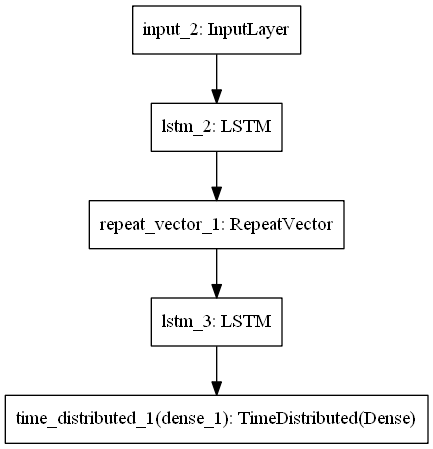 input_2: InputLayer
lstm_2: LSTM
repeat_vector_1: RepeatVector
lstm_3: LSTM
time_distributed_1(dense_1): TimeDistributed(Dense)